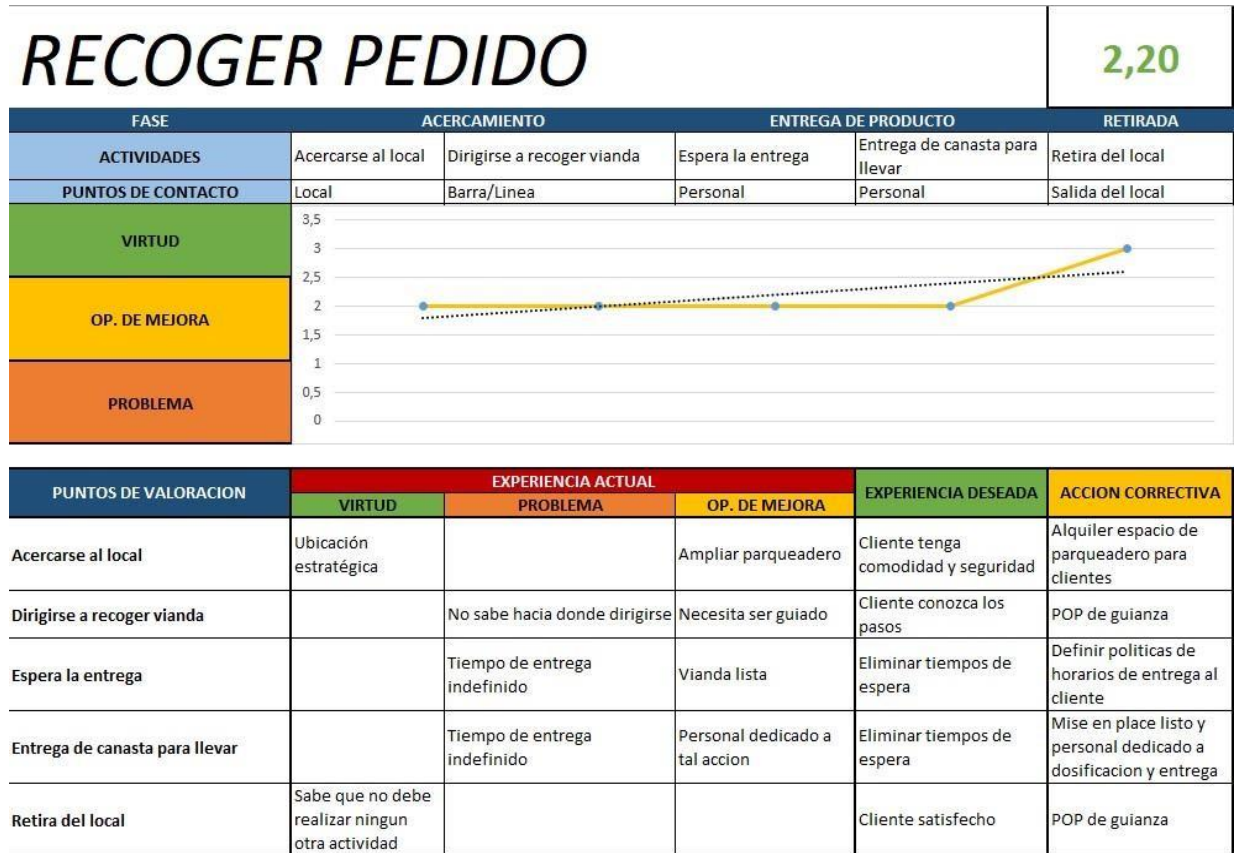 RECOGER PEDIDO
2,20
FASE
ACERCAMIENTO
ENTREGA DE PRODUCTO
RETIRADA
ACTIVIDADES
Acercarse al local
Dirigirse a recoger vianda
Espera la entrega
Entrega de canasta para
llevar
Retira del local
PUNTOS DE CONTACTO
Local
Barra/Linea
Personal
Personal
Salida del local
VIRTUD
OP. DE MEJORA
PROBLEMA
3,5
3
2,5
2
1,5
1
0,5
0
PUNTOS DE VALORACION
EXPERIENCIA ACTUAL
VIRTUD
PROBLEMA
OP. DE MEJORA
EXPERIENCIA DESEADA
ACCION CORRECTIVA
Acercarse al local
Ubicación
estratégica
Ampliar parqueadero
Cliente tenga
comodidad y seguridad
Alquiler espacio de
parqueadero para
clientes
Dirigirse a recoger vianda
No sabe hacia donde dirigirse
Necesita ser guiado
Cliente conozca los
pasos
POP de guianza
Espera la entrega
Tiempo de entrega
indefinido
Vianda lista
Eliminar tiempos de
espera
Definir politicas de
horarios de entrega al
cliente
Entrega de canasta para llevar
Tiempo de entrega
indefinido
Personal dedicado a
tal accion
Eliminar tiempos de
espera
Mise en place listo y
personal dedicado a
dosificacion y entrega
Retira del local
Sabe que no debe
realizar ningun
otra actividad
Cliente satisfecho
POP de guianza